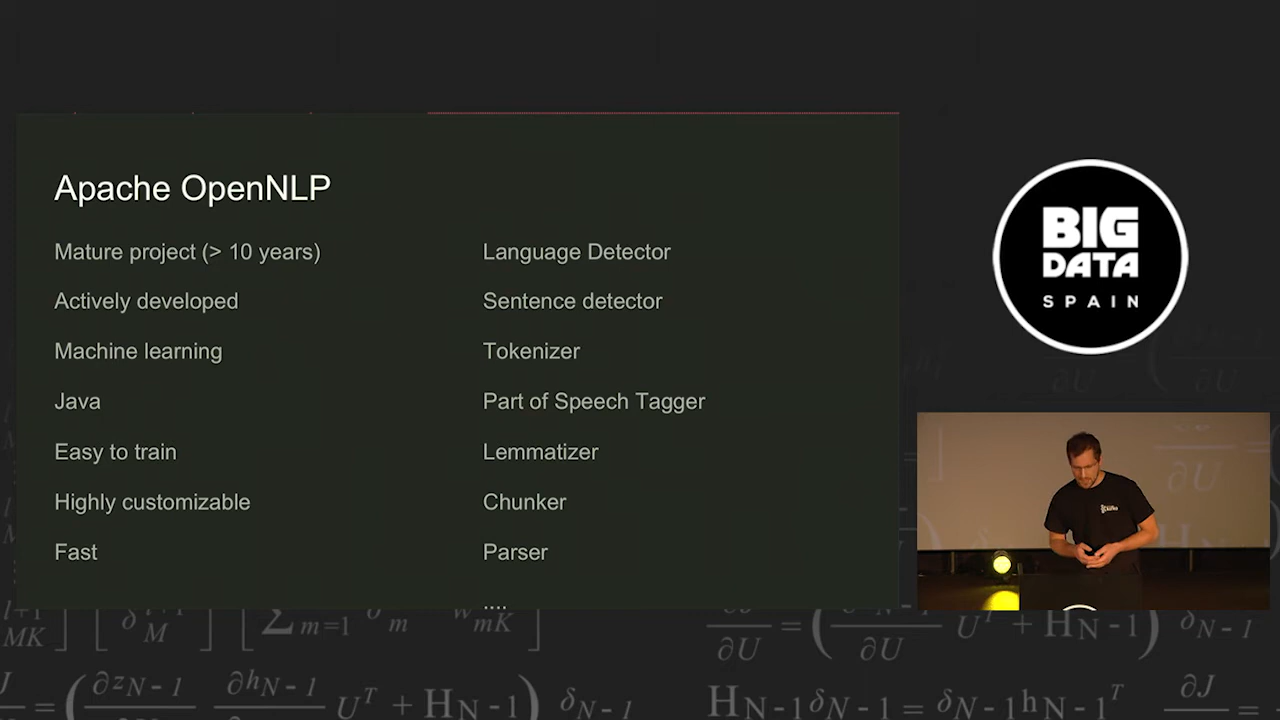 Apache OpenNLP
Mature project (> 10 years)
Actively developed
Machine learning
Java
Easy to train
Highly customizable
Fast
Language Detector
Sentence detector
Tokenizer
Part of Speech Tagger
Lemmatizer
Chunker
Parser
....
BIG
DATA
SPAIN